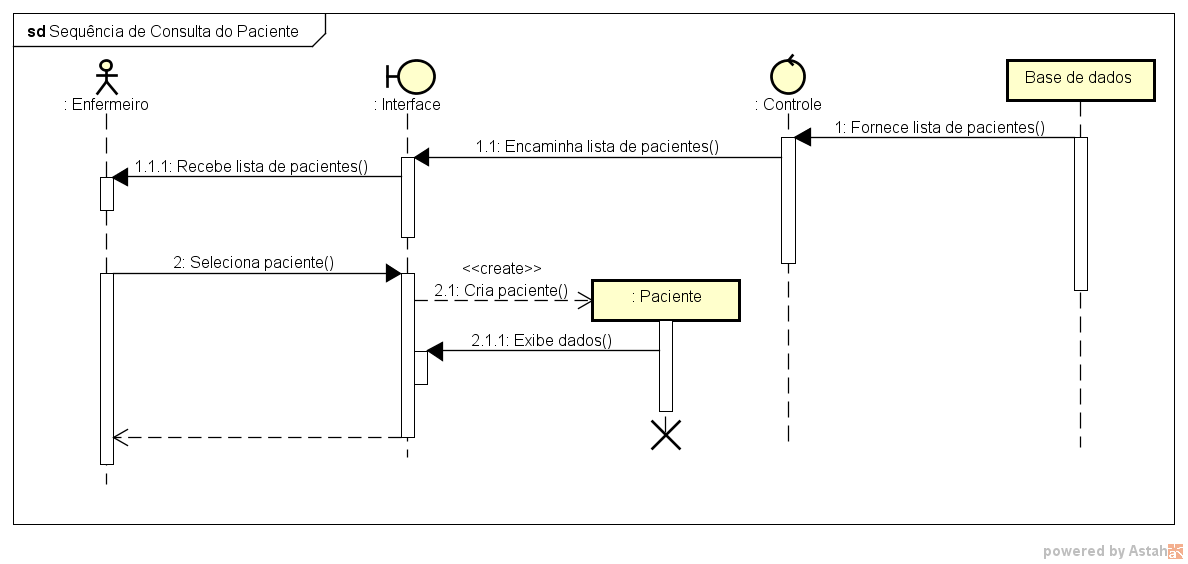 sd Sequência de Consulta do Paciente
: Enfermeiro
: Interface
: Controle
Base de dados
1: Fornece lista de pacientes()
1.1: Encaminha lista de pacientes()
1.1.1: Recebe lista de pacientes()
2: Seleciona paciente()
<<create>>
2.1: Cria paciente()
: Paciente
2.1.1: Exibe dados()
powered by Astah